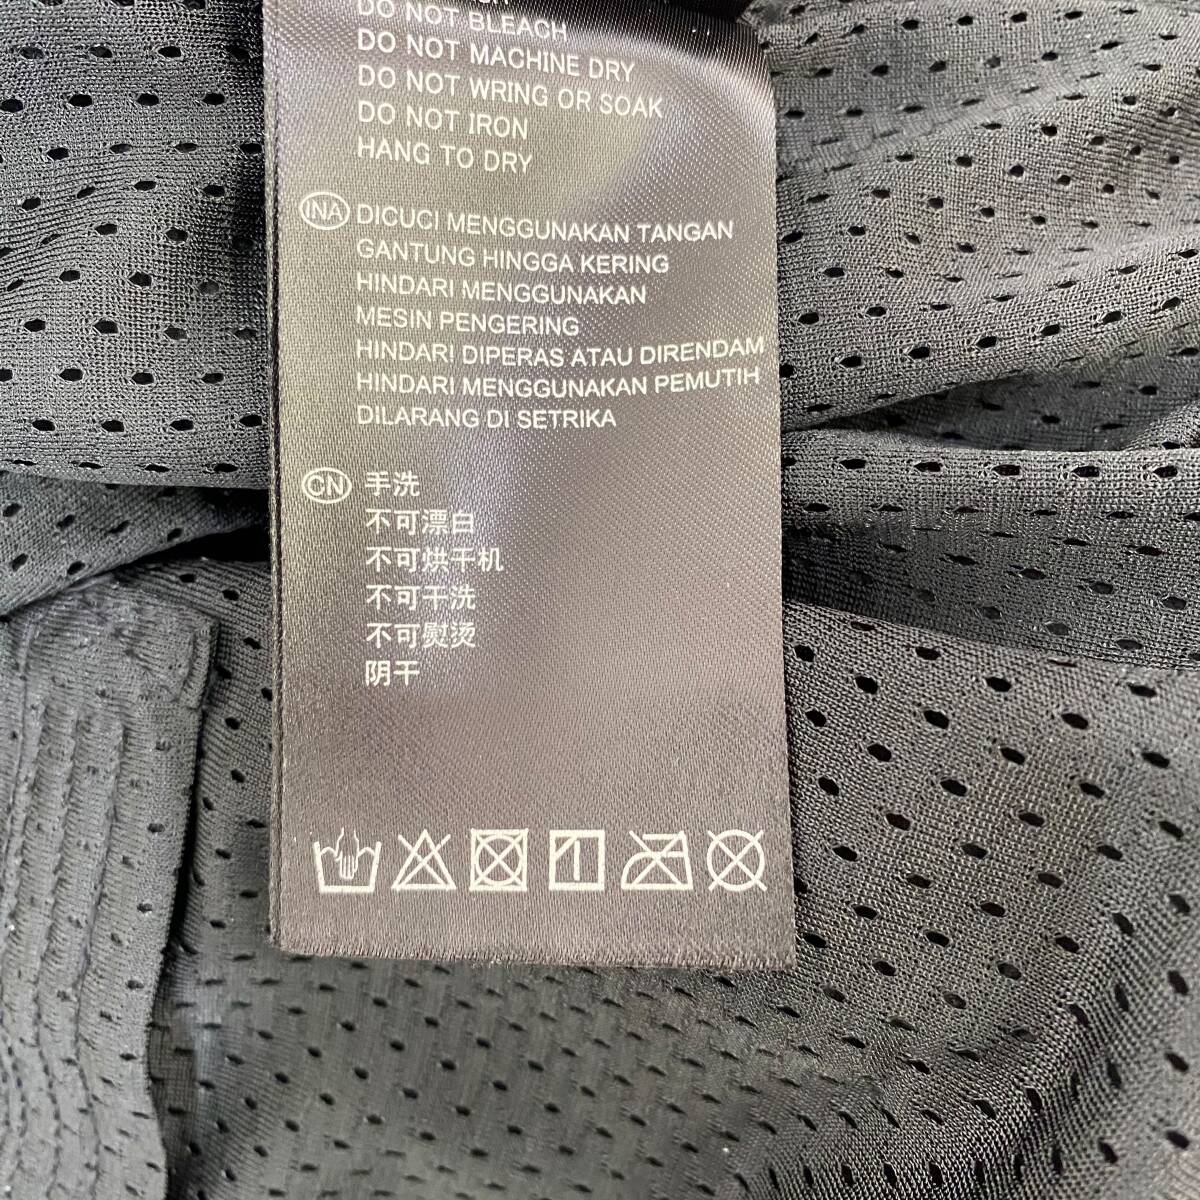 DO NOT BLEACH
DO NOT MACHINE DRY
DO NOT WRING OR SOAK
DO NOT IRON
HANG TO DRY
INA DICUCI MENGGUNAKAN TANGAN
GANTUNG HINGGA KERING
HINDARI MENGGUNAKAN
MESIN PENGERING
HINDARI DIPERAS ATAU DIRENDAM
HINDARI MENGGUNAKAN PEMUTIH
DILARANG DI SETRIKA
CN 手洗
不可漂白
不可烘干机
不可干洗
不可熨烫
阴干